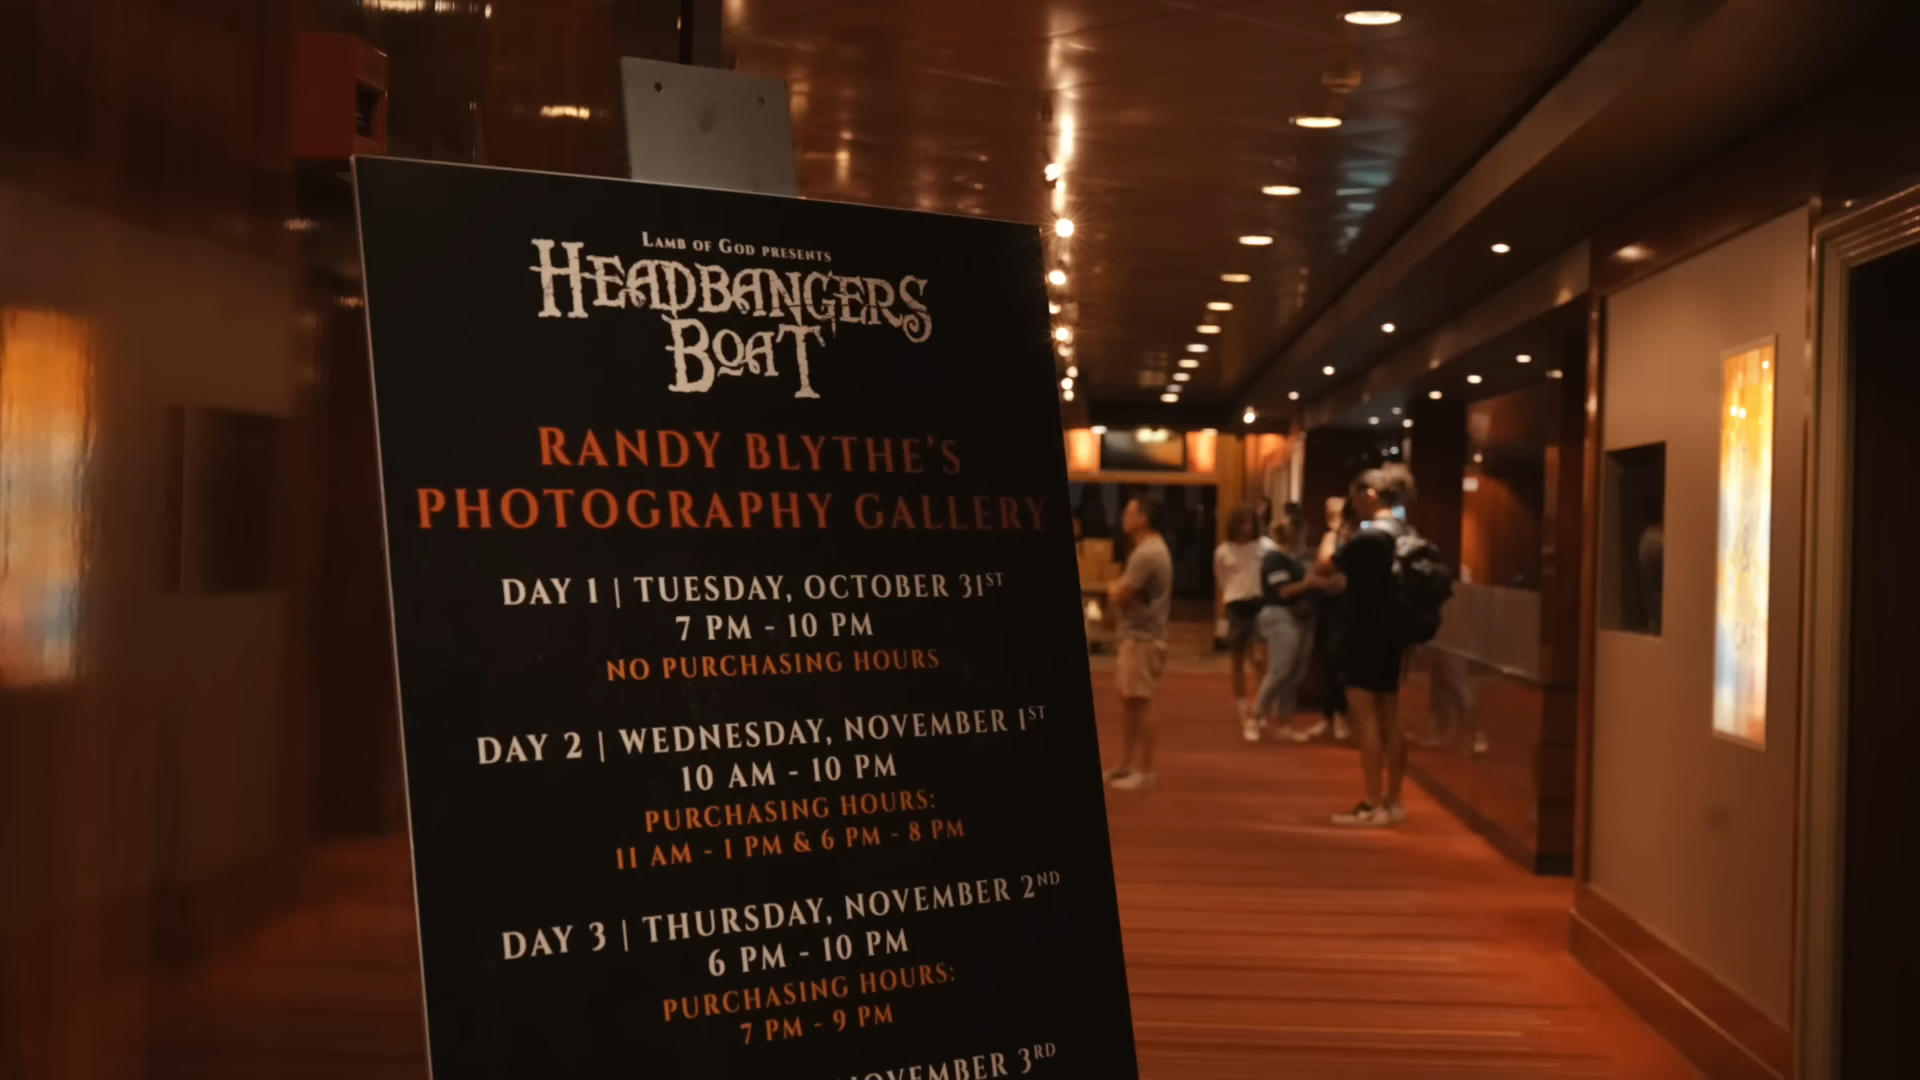 LAMB OF GOD PRESENTS
HEADBANGERS
BOAT
RANDY BLYTHE'S
PHOTOGRAPHY GALLERY
DAY 1 | TUESDAY, OCTOBER 31ST
7 PM - 10 PM
NO PURCHASING HOURS
DAY 2 | WEDNESDAY, NOVEMBER 1ST
10 AM - 10 PM
PURCHASING HOURS:
11 AM - 1 PM & 6 PM - 8 PM
DAY 3 | THURSDAY, NOVEMBER 2ND
6 PM - 10 PM
PURCHASING HOURS:
7 PM - 9 PM
NOVEMBER 3RD